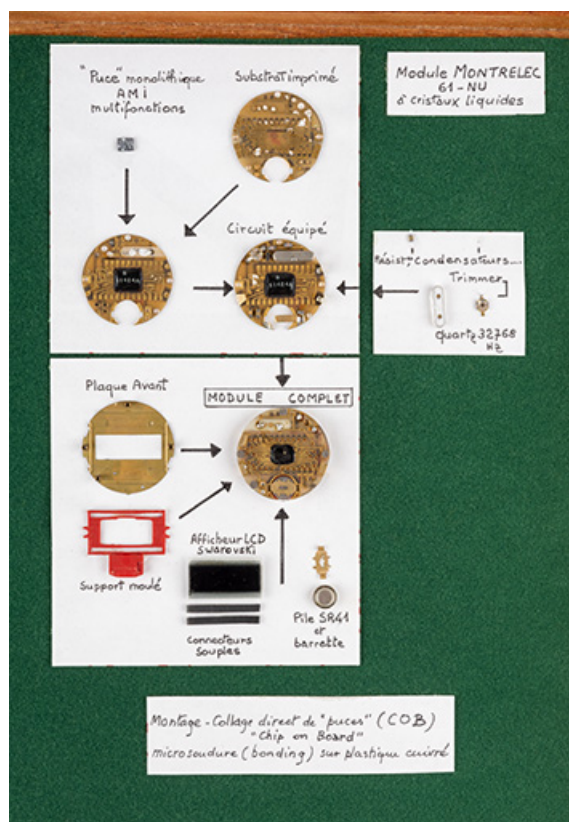 "Puce" monolithique
AMi
multifonctions
Substrat imprimé
Module MONTRELEC
61-NU
à cristaux liquides
Circuit équipé
Résist. Condensateurs....
Trimmer
quartz 32768
Hz
Plaque Avant
MODULE COMPLET
Afficheur LCD
Swarovski
Support moulé
Connecteurs
Souples
Pile SR41
et
barrette
Montage-Collage direct de "puces" (COB)
"Chip on Board"
microsoudure (bonding) sur plastique cuivré